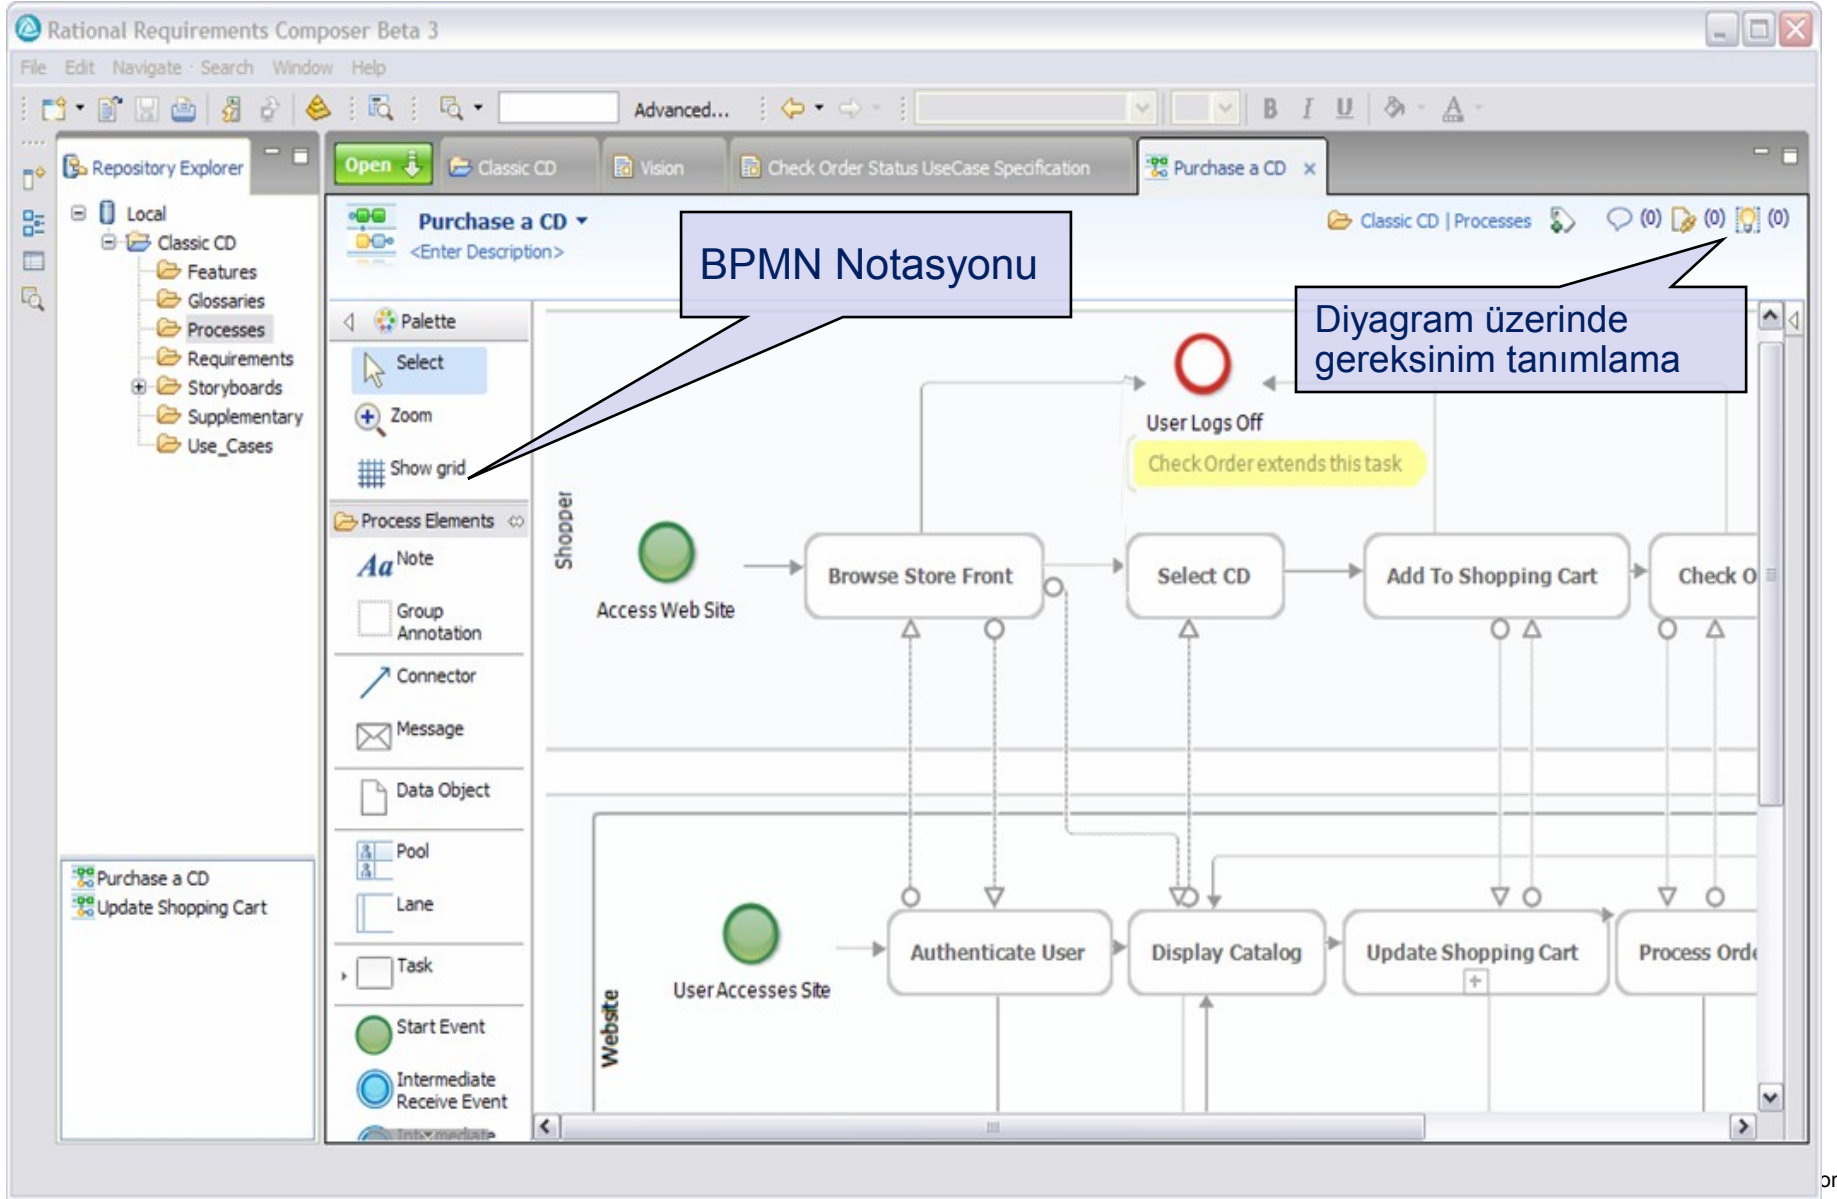 Rational Requirements Composer Beta 3
File Edit Navigate Search Window Help
Advanced...
B I U A
Repository Explorer
Open Classic CD Vision Check Order Status UseCase Specification Purchase a CD
Local
Classic CD
Features
Glossaries
Processes
Requirements
Storyboards
Supplementary
Use_Cases
Purchase a CD
Update Shopping Cart
Purchase a CD
<Enter Description>
Classic CD | Processes (0) (0) (0)
BPMN Notasyonu
Diyagram üzerinde
gereksinim tanımlama
Palette
Select
Zoom
Show grid
Process Elements
Aa Note
Group
Annotation
Connector
Message
Data Object
Pool
Lane
Task
Start Event
Intermediate
Receive Event
Intermediate
Shopper
User Logs Off
Check Order extends this task
Access Web Site
Browse Store Front
Select CD
Add To Shopping Cart
Check O
Website
User Accesses Site
Authenticate User
Display Catalog
Update Shopping Cart
Process Orde
or